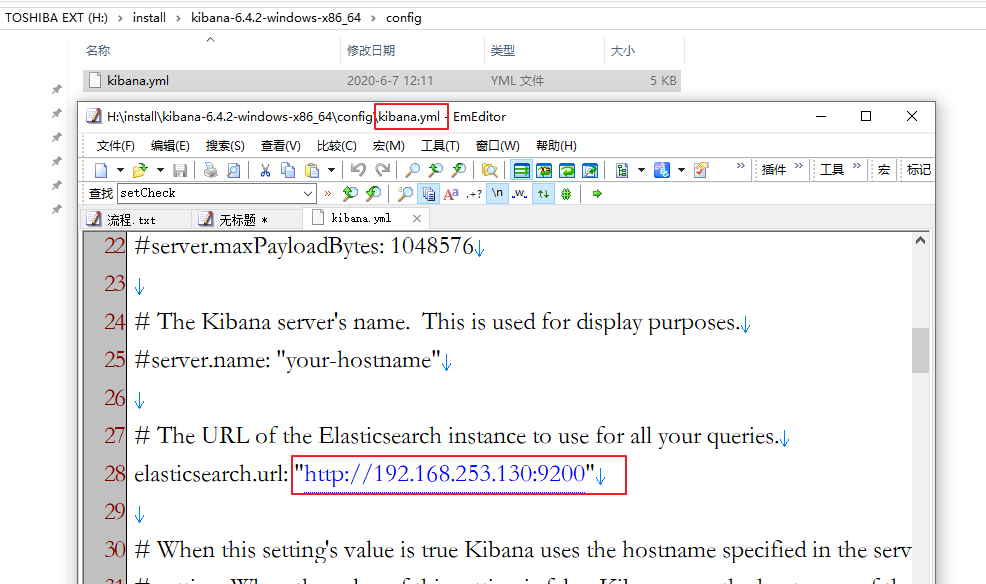 TOSHIBA EXT (H:) › install › kibana-6.4.2-windows-x86_64 › config
名称 修改日期 类型 大小
kibana.yml 2020-6-7 12:11 YML 文件 5 KB
H:\install\kibana-6.4.2-windows-x86_64\config\kibana.yml - EmEditor
文件(F) 编辑(E) 搜索(S) 查看(V) 比较(C) 宏(M) 工具(T) 窗口(W) 帮助(H)
» 插件 » 工具 » 宏 标记
查找 setCheck » Aa .+? \n .w.
流程.txt 无标题 * kibana.yml ×
22 #server.maxPayloadBytes: 1048576↓
23 ↓
24 # The Kibana server's name.  This is used for display purposes.↓
25 #server.name: "your-hostname"↓
26 ↓
27 # The URL of the Elasticsearch instance to use for all your queries.↓
28 elasticsearch.url: "http://192.168.253.130:9200"↓
29 ↓
30 # When this setting's value is true Kibana uses the hostname specified in the serv